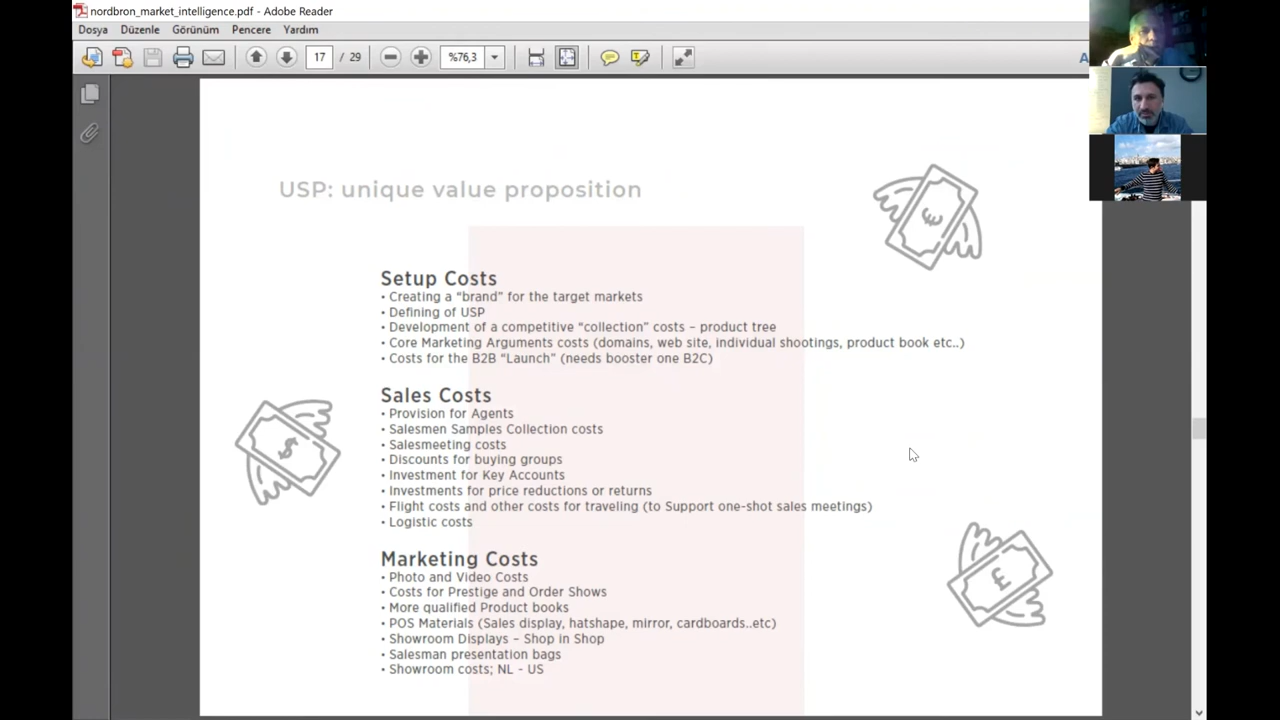 nordbron_market_intelligence.pdf - Adobe Reader
Dosya Düzenle Görünüm Pencere Yardım
17 / 29 %76,3
USP: unique value proposition
Setup Costs
• Creating a “brand” for the target markets
• Defining of USP
• Development of a competitive “collection” costs – product tree
• Core Marketing Arguments costs (domains, web site, individual shootings, product book etc..)
• Costs for the B2B “Launch” (needs booster one B2C)
Sales Costs
• Provision for Agents
• Salesmen Samples Collection costs
• Salesmeeting costs
• Discounts for buying groups
• Investment for Key Accounts
• Investments for price reductions or returns
• Flight costs and other costs for traveling (to Support one-shot sales meetings)
• Logistic costs
Marketing Costs
• Photo and Video Costs
• Costs for Prestige and Order Shows
• More qualified Product books
• POS Materials (Sales display, hatshape, mirror, cardboards..etc)
• Showroom Displays – Shop in Shop
• Salesman presentation bags
• Showroom costs; NL - US